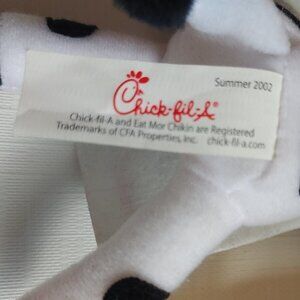 Summer 2002
Chick-fil-A®
Chick-fil-A and Eat Mor Chikin are Registered
Trademarks of CFA Properties, Inc. chick-fil-a.com